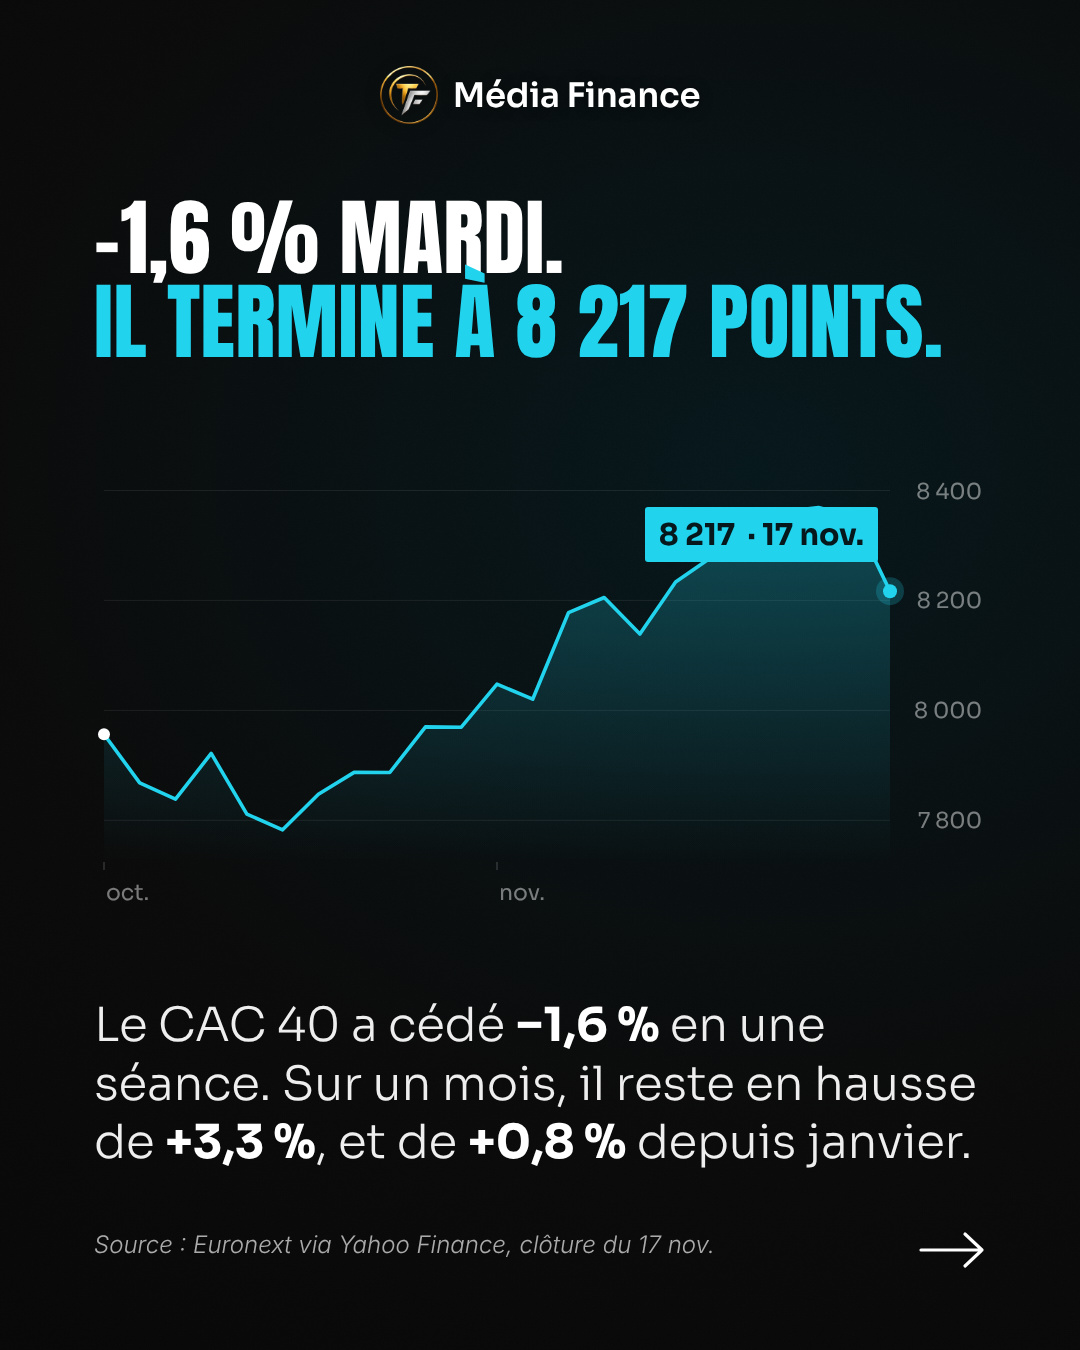 TF
Média Finance
-1,6 % MARDI.
IL TERMINE À 8 217 POINTS.
8 400
8 217 · 17 nov.
8 200
8 000
7 800
oct.
nov.
Le CAC 40 a cédé −1,6 % en une
séance. Sur un mois, il reste en hausse
de +3,3 %, et de +0,8 % depuis janvier.
Source : Euronext via Yahoo Finance, clôture du 17 nov.